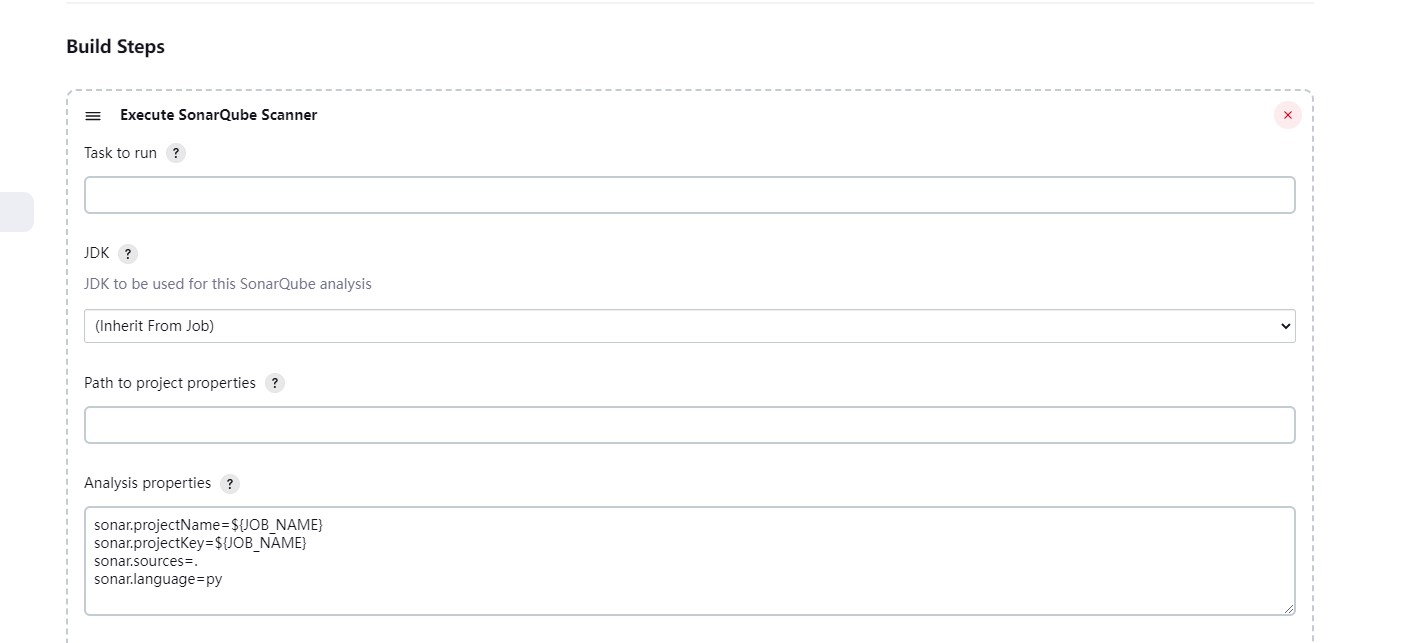 Build Steps
Execute SonarQube Scanner
Task to run ?
JDK ?
JDK to be used for this SonarQube analysis
(Inherit From Job)
Path to project properties ?
Analysis properties ?
sonar.projectName=${JOB_NAME}
sonar.projectKey=${JOB_NAME}
sonar.sources=.
sonar.language=py